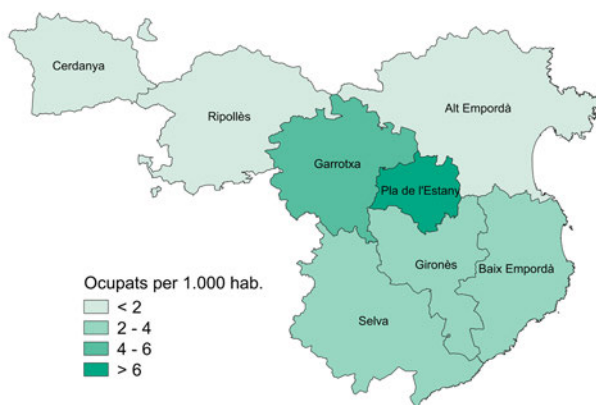 Cerdanya
Ripollès
Alt Empordà
Garrotxa
Pla de l'Estany
Gironès
Baix Empordà
Selva
Ocupats per 1.000 hab.
< 2
2 - 4
4 - 6
> 6